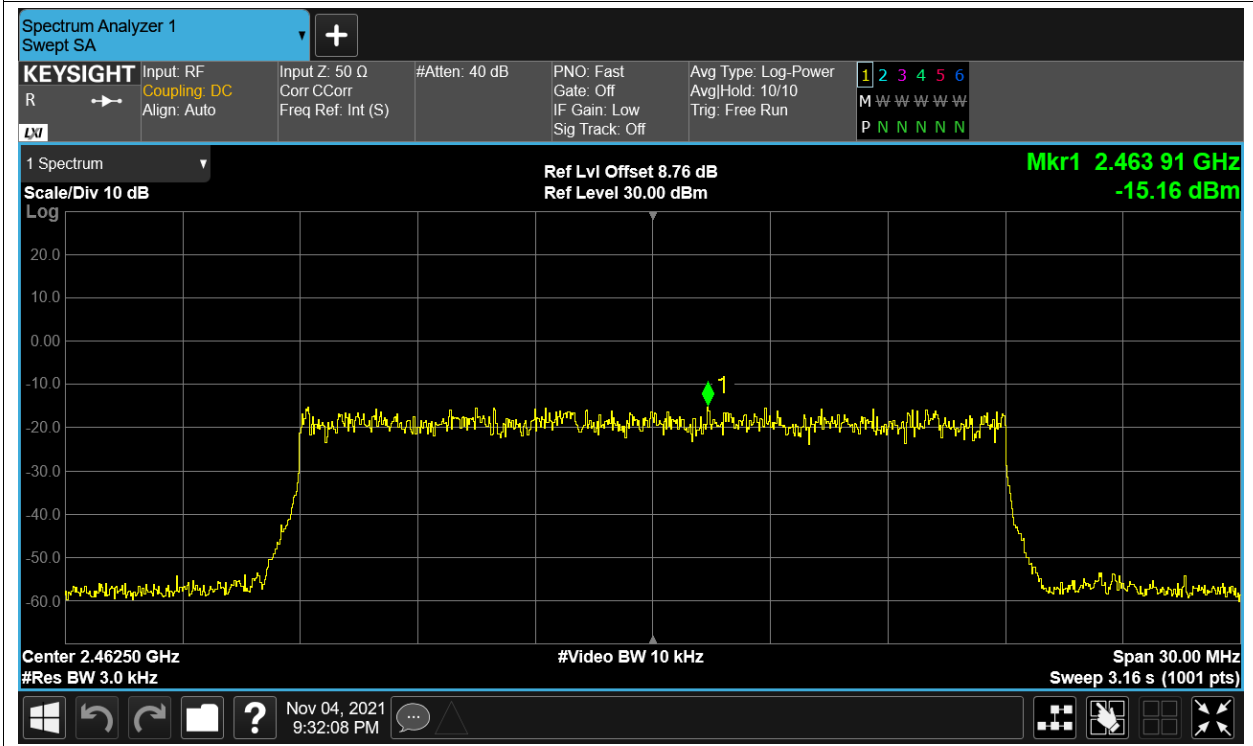 Spectrum Analyzer 1
Swept SA
+
KEYSIGHT
R
LXI
Input: RF
Coupling: DC
Align: Auto
Input Z: 50 Ω
Corr CCorr
Freq Ref: Int (S)
#Atten: 40 dB
PNO: Fast
Gate: Off
IF Gain: Low
Sig Track: Off
Avg Type: Log-Power
Avg|Hold: 10/10
Trig: Free Run
1 2 3 4 5 6
M W W W W W
P N N N N N
1 Spectrum
Scale/Div 10 dB
Log
Ref Lvl Offset 8.76 dB
Ref Level 30.00 dBm
Mkr1 2.463 91 GHz
-15.16 dBm
20.0
10.0
0.00
-10.0
1
-20.0
-30.0
-40.0
-50.0
-60.0
Center 2.46250 GHz
#Video BW 10 kHz
Span 30.00 MHz
#Res BW 3.0 kHz
Sweep 3.16 s (1001 pts)
?
Nov 04, 2021
9:32:08 PM